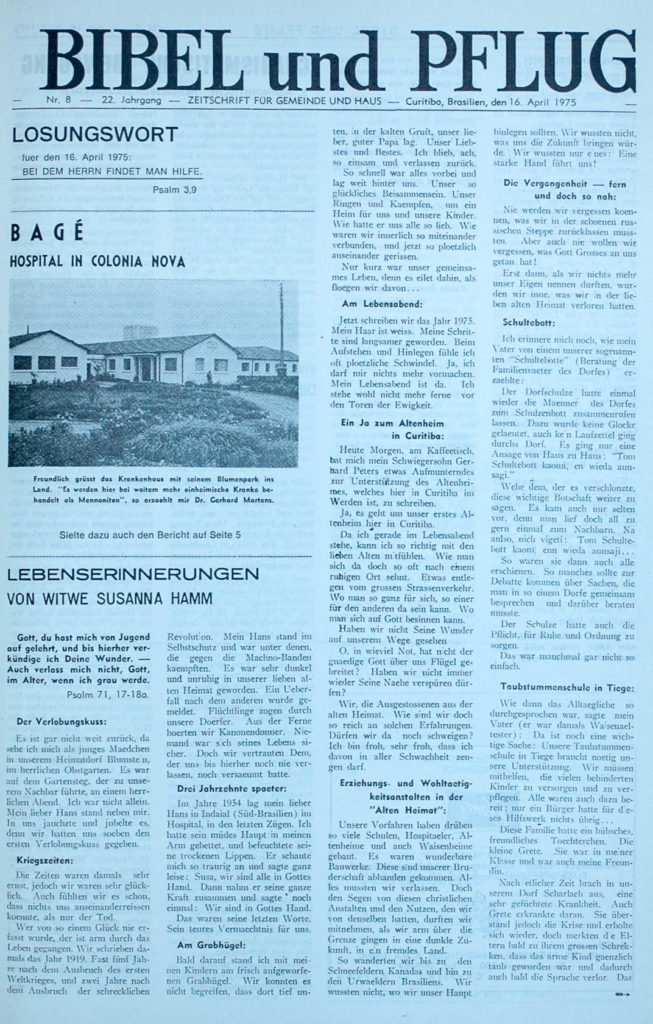 BIBEL und PFLUG
Nr. 8 — 22. Jahrgang — ZEITSCHRIFT FÜR GEMEINDE UND HAUS — Curitiba, Brasilien, den 16. April 1975
LOSUNGSWORT
fuer den 16. April 1975:
BEI DEM HERRN FINDET MAN HILFE.
Psalm 3,9
BAGÉ
HOSPITAL IN COLONIA NOVA
Freundlich grüsst das Krankenhaus mit seinem Blumenpark ins
Land. "Es werden hier bei weitem mehr einheimische Kranke be-
handelt als Mennoniten", so erzaehlt mir Dr. Gerhard Martens.
Sielte dazu auch den Bericht auf Seite 5
LEBENSERINNERUNGEN
VON WITWE SUSANNA HAMM
Gott, du hast mich von Jugend
auf gelehrt, und bis hierher ver-
kündige ich Deine Wunder. —
Auch verlass mich nicht, Gott,
im Alter, wenn ich grau werde.
Psalm 71, 17-18a.
Der Verlobungskuss:
Es ist gar nicht weit zurück, da
sehe ich mich als junges Maedchen
in unserem Heimatdorf Blumstein,
im herrlichen Obstgarten. Es war
auf dem Gartensteg, der zu unse-
rem Nachbar führte, an einem herr-
lichen Abend. Ich war nicht allein.
Mein lieber Hans stand neben mir.
In uns jauchzte und jubelte es,
denn wir hatten uns soeben den
ersten Verlobungskuss gegeben.
Kriegszeiten:
Die Zeiten waren damals sehr
ernst, jedoch wir waren sehr glück-
lich. Auch fühlten wir es schon,
dass nichts uns auseinanderreissen
koennte, als nur der Tod.
Wer von so einem Glück nie er-
fasst wurde, der ist arm durch das
Leben gegangen. Wir schrieben da-
mals das Jahr 1919. Fast fünf Jah-
re nach dem Ausbruch des ersten
Weltkrieges, und zwei Jahre nach
dem Ausbruch der schrecklichen
Revolution. Mein Hans stand im
Selbstschutz und war unter denen,
die gegen die Machno-Banden
kaempften. Es war sehr dunkel
und unruhig in unserer lieben al-
ten Heimat geworden. Ein Ueber-
fall nach dem anderen wurde ge-
meldet. Flüchtlinge zogen durch
unsere Doerfer. Aus der Ferne
hoerten wir Kanonendonner. Nie-
mand war sich seines Lebens si-
cher. Doch wir vertrauten Dem,
der uns bis hierher noch nie ver-
lassen, noch versaeumt hatte.
Drei Jahrzehnte spaeter:
Im Jahre 1954 lag mein lieber
Hans in Indaial (Süd-Brasilien) im
Hospital, in den letzten Zügen. Ich
hatte sein müdes Haupt in meinen
Arm gebettet, und befeuchtete sei-
ne trockenen Lippen. Er schaute
mich so traurig an und sagte ganz
leise: Susa, wir sind alle in Gottes
Hand. Dann nahm er seine ganze
Kraft zusammen und sagte noch
einmal: Wir sind in Gottes Hand.
Das waren seine letzten Worte.
Sein teures Vermaechtnis für uns.
Am Grabhügel:
Bald darauf stand ich mit mei-
nen Kindern am frisch aufgeworfe-
nen Grabhügel. Wir konnten es
nicht begreifen, dass dort tief un-
ten, in der kalten Gruft, unser lie-
ber, guter Papa lag. Unser Lieb-
stes und Bestes. Ich blieb, ach,
so einsam und verlassen zurück.
So schnell war alles vorbei und
lag weit hinter uns. Unser so
glückliches Beisammensein. Unser
Ringen und Kaempfen, um ein
Heim für uns und unsere Kinder.
Wie hatte er uns alle so lieb. Wie
waren wir innerlich so miteinander
verbunden, und jetzt so ploetzlich
auseinander gerissen.
Nur kurz war unser gemeinsa-
mes Leben, denn es eilet dahin, als
floegen wir davon...
Am Lebensabend:
Jetzt schreiben wir das Jahr 1975.
Mein Haar ist weiss. Meine Schrit-
te sind langsamer geworden. Beim
Aufstehen und Hinlegen fühle ich
oft ploetzliche Schwindel. Ja, ich
darf mir nichts mehr vormachen.
Mein Lebensabend ist da. Ich
stehe wohl nicht mehr ferne vor
den Toren der Ewigkeit.
Ein Ja zum Altenheim
in Curitiba:
Heute Morgen, am Kaffeetisch,
bat mich mein Schwiegersohn Ger-
hard Peters etwas Aufmunterndes
zur Unterstützung des Altenhei-
mes, welches hier in Curitiba im
Werden ist, zu schreiben.
Ja, es geht um unser erstes Al-
tenheim hier in Curitiba.
Da ich gerade im Lebensabend
stehe, kann ich so richtig mit den
lieben Alten mitfühlen. Wie man
sich da doch so oft nach einem
ruhigen Ort sehnt. Etwas entle-
gen vom grossen Strassenverkehr.
Wo man so ganz für sich, so einer
für den anderen da sein kann. Wo
man sich auf Gott besinnen kann.
Haben wir nicht Seine Wunder
auf unserem Wege gesehen.
O, in wieviel Not, hat nicht der
gnaedige Gott über uns Flügel ge-
breitet? Haben wir nicht immer
wieder Seine Naehe verspüren dür-
fen?
Wir, die Ausgestossenen aus der
alten Heimat. Wie sind wir doch
so reich an solchen Erfahrungen.
Dürfen wir da noch schweigen?
Ich bin froh, sehr froh, dass ich
davon in aller Schwachheit zeu-
gen darf.
Erziehungs- und Wohltaetig-
keitsanstalten in der
"Alten Heimat":
Unsere Vorfahren haben drüben
so viele Schulen, Hospitaeler, Al-
tenheime und auch Waisenheime
gebaut. Es waren wunderbare
Bauwerke. Diese sind unserer Bru-
derschaft abhanden gekommen. Al-
les mussten wir verlassen. Doch
den Segen von diesen christlichen
Anstalten und den Nutzen, den wir
von denselben hatten, durften wir
mitnehmen, als wir arm über die
Grenze gingen in eine dunkle Zu-
kunft, in ein fremdes Land.
So wanderten wir bis zu den
Schneefeldern Kanadas und bin zu
den Urwaeldern Brasiliens. Wir
wussten nicht, wo wir unser Haupt
hinlegen sollten. Wir wussten nicht,
was uns die Zukunft bringen wür-
de. Wir wussten nur eines: Eine
starke Hand führt uns!
Die Vergangenheit — fern
und doch so nah:
Nie werden wir vergessen koen-
nen, was wir in der schoenen rus-
sischen Steppe zurücklassen muss-
ten. Aber auch nie wollen wir
vergessen, was Gott Grosses an uns
getan hat!
Erst dann, als wir nichts mehr
unser Eigen nennen durften, wur-
den wir inne, was wir in der lie-
ben alten Heimat verloren hatten.
Schultebott:
Ich erinnere mich noch, wie mein
Vater von einem unserer sogenann-
ten "Schultebotte" (Beratung der
Familienvaeter des Dorfes) er-
zaehlte:
Der Dorfschulze hatte einmal
wieder die Maenner des Dorfes
zum Schulzenbott zusammenrufen
lassen. Dazu wurde keine Glocke
gelaeutet, auch kein Laufzettel ging
durchs Dorf. Es ging nur eine
Ansage von Haus zu Haus: "Tom
Schultebott kaomi, en wieda aun-
sagi."
Wehe dem, der es verschlonzte,
diese wichtige Botschaft weiter zu
sagen. Es kam auch nur selten
vor, denn man lief doch all zu
gern einmal zum Nachbarn. Na
aulso, nich vigeti: Tom Schulte-
bott kaom, enn wieda aunsaji...
So waren sie dann auch alle
erschienen. So manches sollte zur
Debatte kommen über Sachen, die
man in so einem Dorfe gemeinsam
besprechen und darüber beraten
musste.
Der Schulze hatte auch die
Pflicht, für Ruhe und Ordnung zu
sorgen.
Das war manchmal gar nicht so
einfach.
Taubstummenschule in Tiege:
Wie dann das Alltaegliche so
durchgesprochen war, sagte mein
Vater (er war damals Waisenael-
tester): Da ist noch eine wich-
tige Sache: Unsere Taubstummen-
schule in Tiege braucht noetig un-
sere Unterstützung. Wir müssen
mithelfen, die vielen behinderten
Kinder zu versorgen und zu ver-
pflegen. Alle waren auch dazu be-
reit; nur ein Bürger hatte für die-
ses Hilfswerk nichts übrig...
Diese Familie hatte ein hübsches,
freundliches Toechterchen. Die
kleine Grete. Sie war in meiner
Klasse und war auch meine Freun-
din.
Nach etlicher Zeit brach in un-
serem Dorf Scharlach aus, eine
sehr gefüchtete Krankheit. Auch
Grete erkrankte daran. Sie über-
stand jedoch die Krise und erholte
sich wieder, doch merkten die El-
tern bald zu ihrem grossen Schrek-
ken, dass das arme Kind gaenzlich
taub geworden war und dadurch
auch bald die Sprache verlor. Das